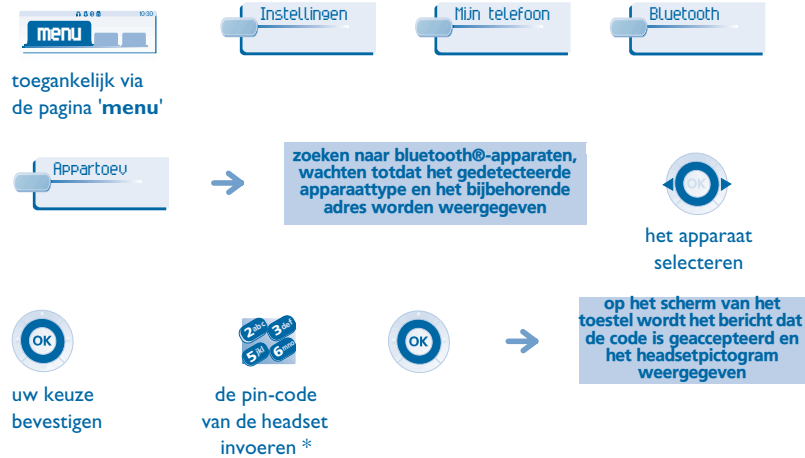 10:30
menu
Instellingen
Mijn telefoon
Bluetooth
toegankelijk via
de pagina 'menu'
Appartoev
zoeken naar bluetooth®-apparaten,
wachten totdat het gedetecteerde
apparaattype en het bijbehorende
adres worden weergegeven
OK
het apparaat
selecteren
OK
uw keuze
bevestigen
2abc 3def
5jkl 6mno
de pin-code
van de headset
invoeren *
OK
op het scherm van het
toestel wordt het bericht dat
de code is geaccepteerd en
het headsetpictogram
weergegeven